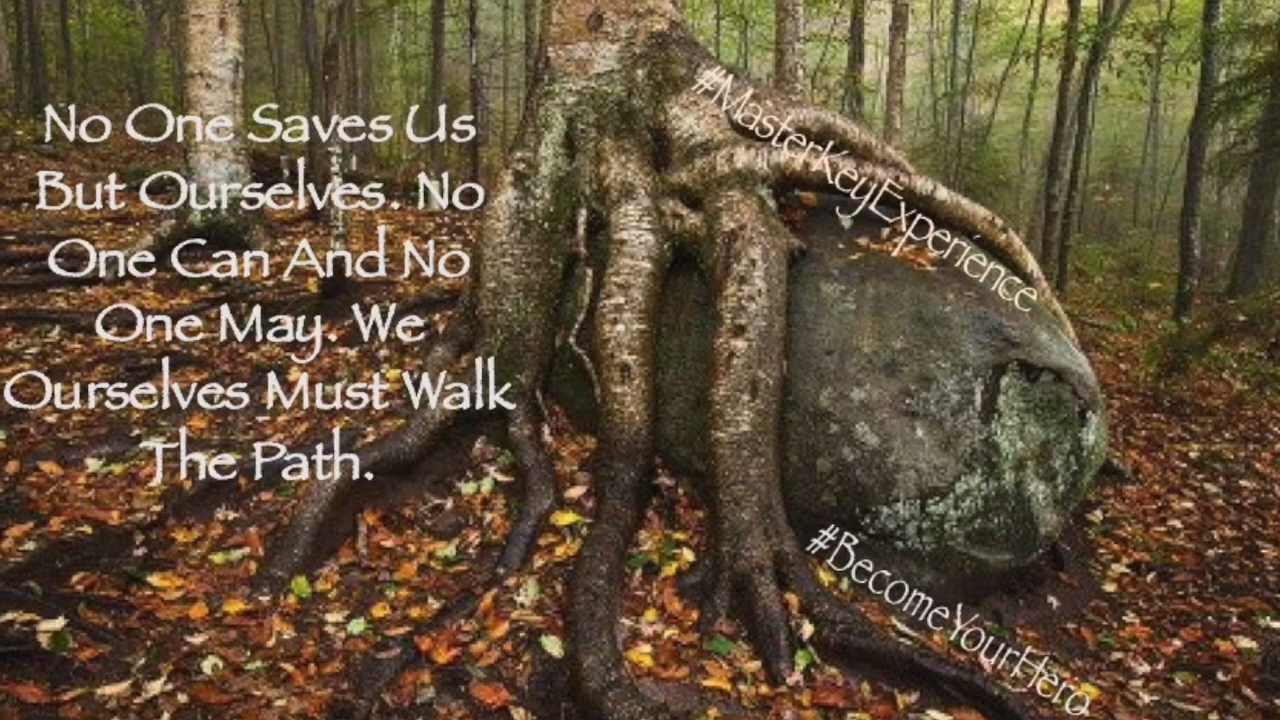 No One Saves Us
But Ourselves. No
One Can And No
One May. We
Ourselves Must Walk
The Path.
#MasterKeyExperience
#BecomeYourHero